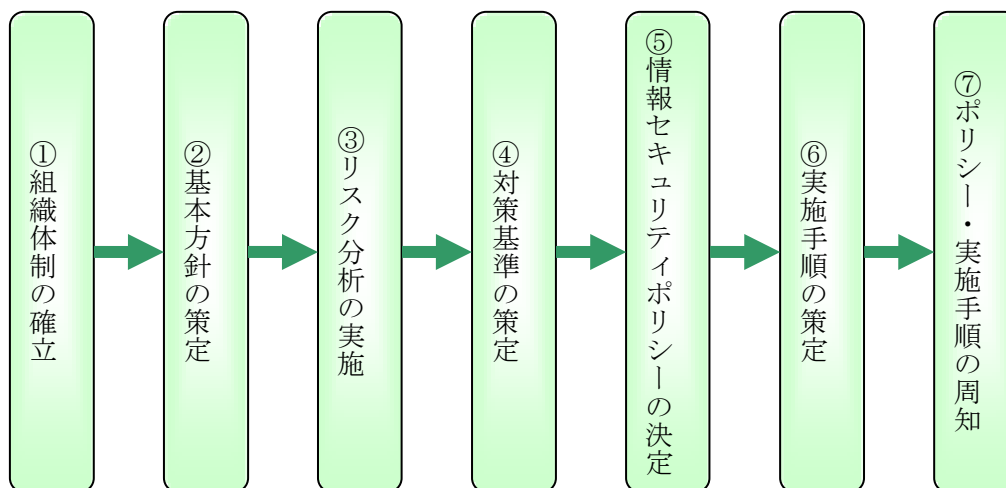 ①組織体制の確立
②基本方針の策定
③リスク分析の実施
④対策基準の策定
⑤情報セキュリティポリシーの決定
⑥実施手順の策定
⑦ポリシー・実施手順の周知